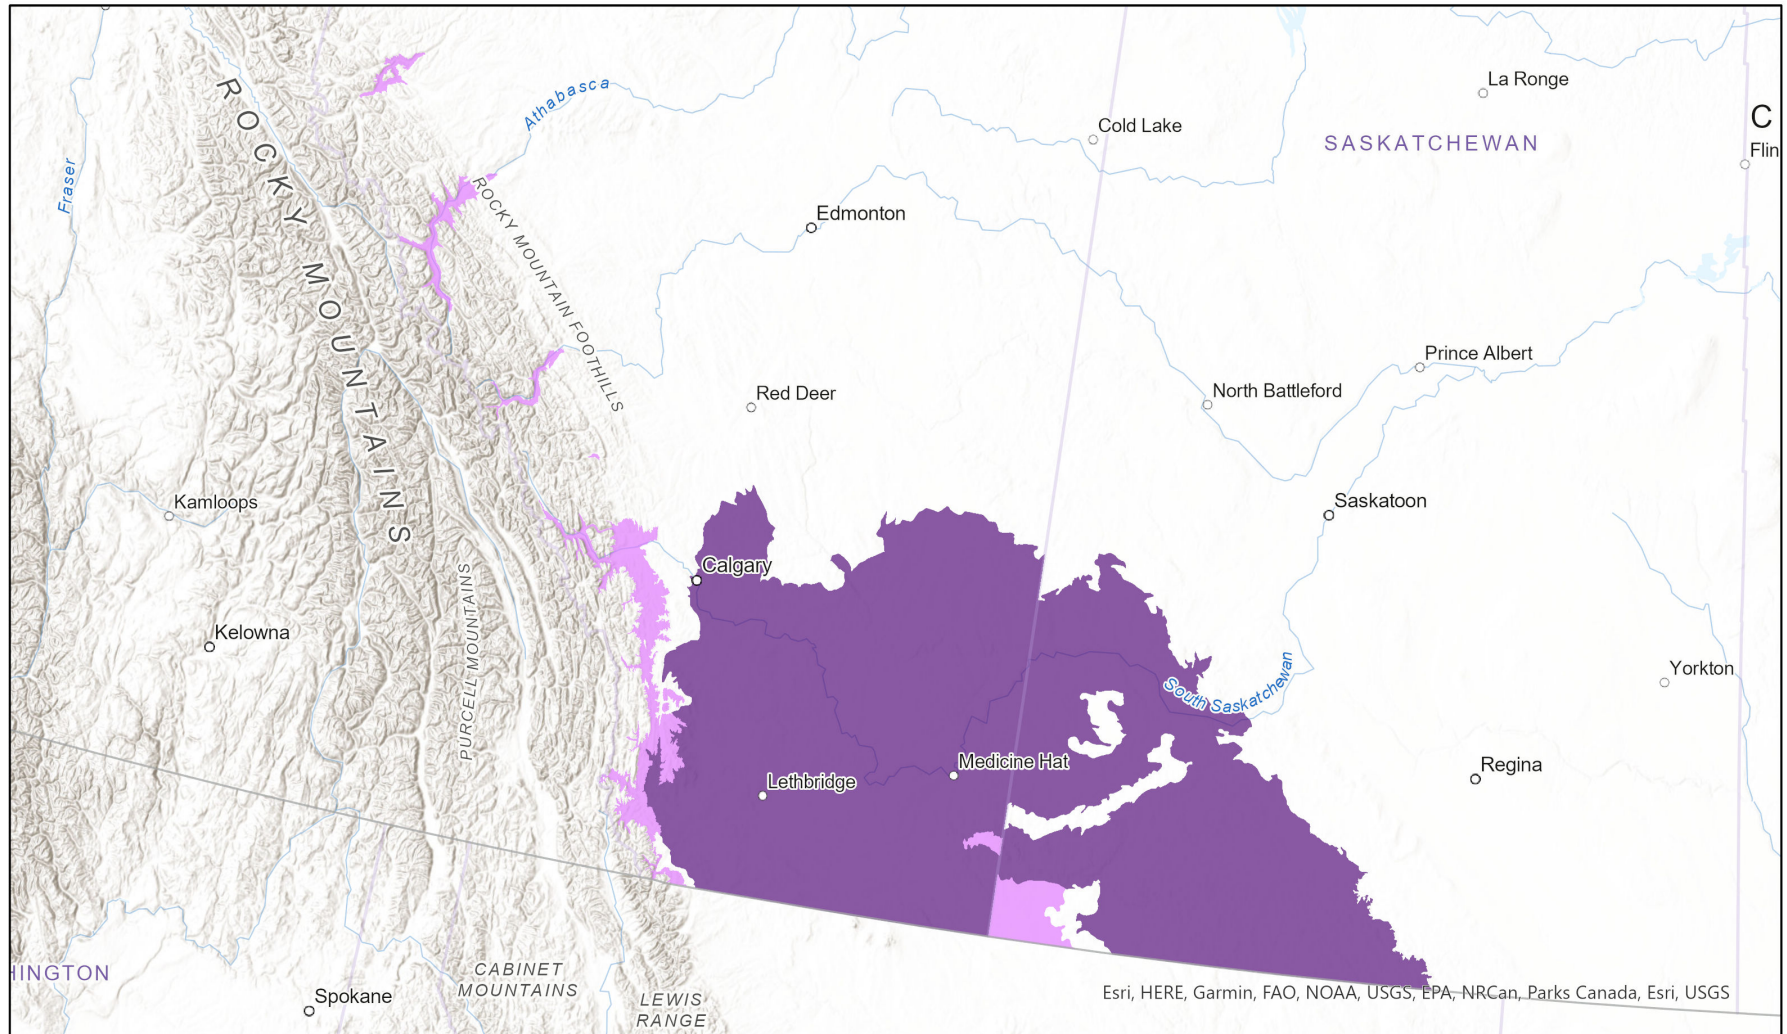 La Ronge
C
Flin
SASKATCHEWAN
Athabasca
Cold Lake
ROCKY MOUNTAINS
Fraser
ROCKY MOUNTAIN FOOTHILLS
Edmonton
Prince Albert
North Battleford
Red Deer
Kamloops
Saskatoon
Calgary
PURCELL MOUNTAINS
Kelowna
South Saskatchewan
Yorkton
Medicine Hat
Regina
Lethbridge
HINGTON
CABINET
MOUNTAINS
Spokane
LEWIS
RANGE
Esri, HERE, Garmin, FAO, NOAA, USGS, EPA, NRCan, Parks Canada, Esri, USGS